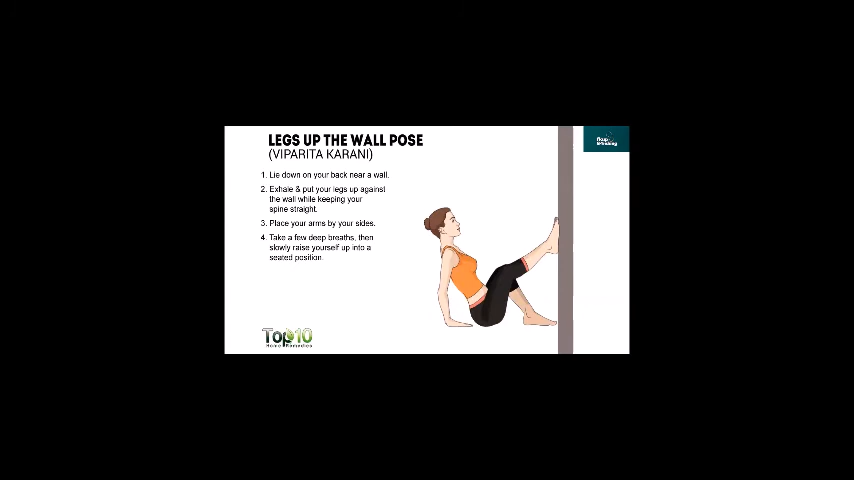 LEGS UP THE WALL POSE
(VIPARITA KARANI)
1. Lie down on your back near a wall.
2. Exhale & put your legs up against
the wall while keeping your
spine straight.
3. Place your arms by your sides.
4. Take a few deep breaths, then
slowly raise yourself up into a
seated position.
Top10
Home Remedies